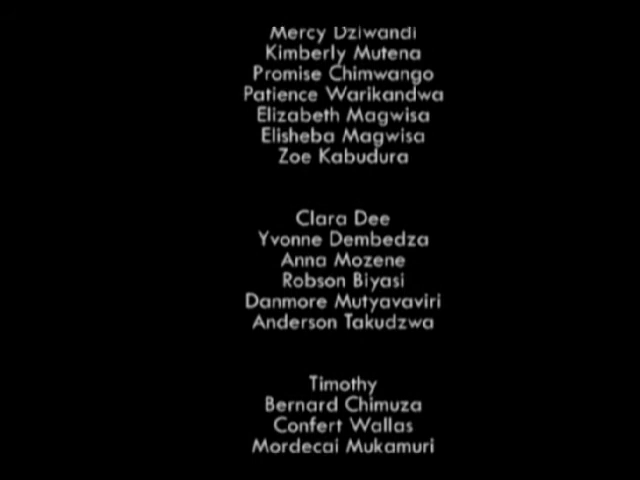 Mercy Dziwandi
Kimberly Mutena
Promise Chimwango
Patience Warikandwa
Elizabeth Magwisa
Elisheba Magwisa
Zoe Kabudura
Clara Dee
Yvonne Dembedza
Anna Mozene
Robson Biyasi
Danmore Mutyavaviri
Anderson Takudzwa
Timothy
Bernard Chimuza
Confert Wallas
Mordecai Mukamuri